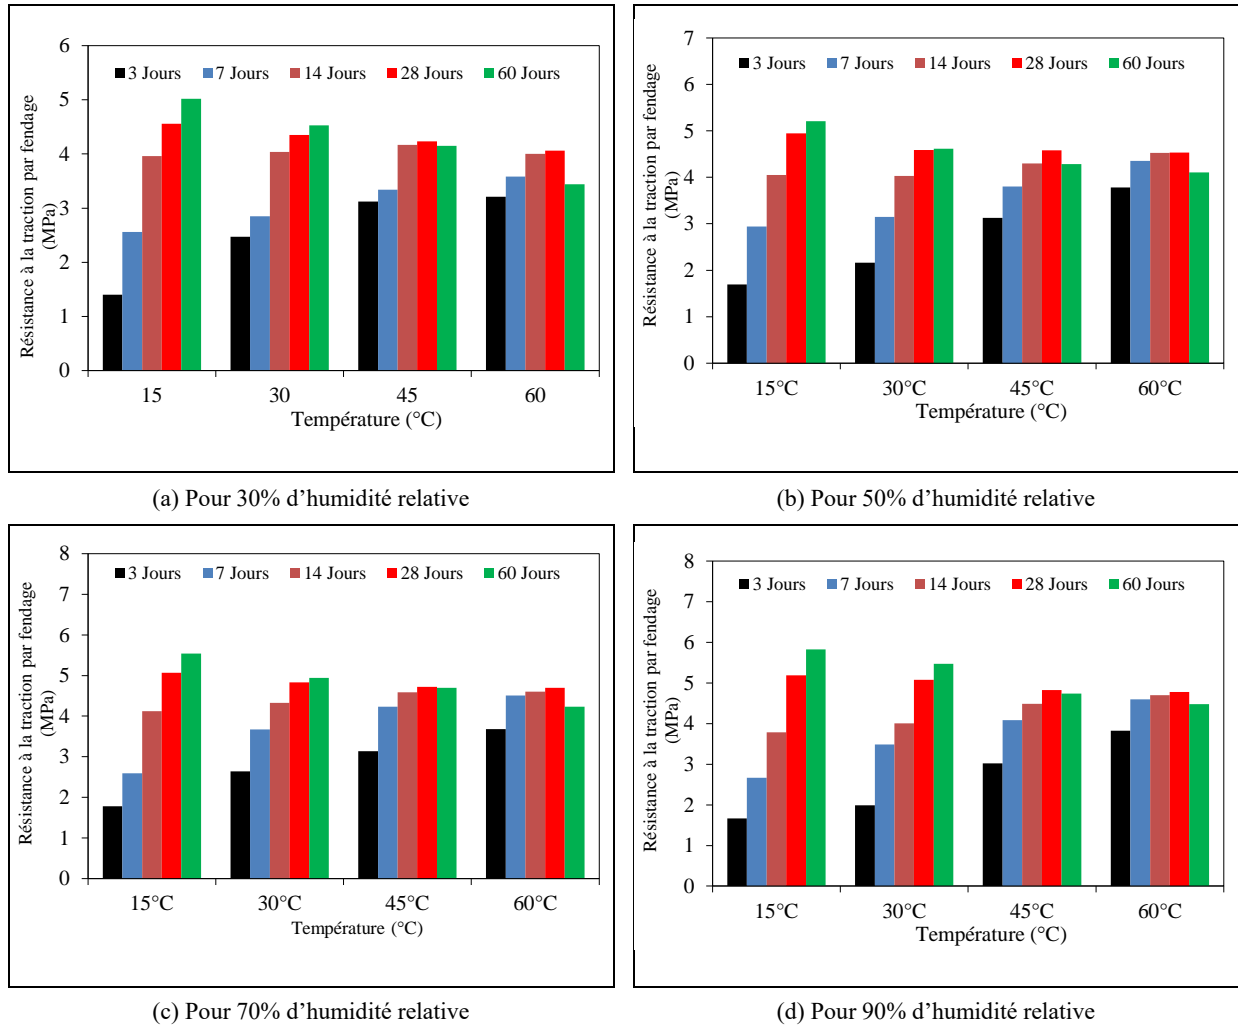 6
5
4
3
2
1
0
Résistance à la traction par fendage
(MPa)
3 Jours 7 Jours 14 Jours 28 Jours 60 Jours
15 30 45 60
Température (°C)
(a) Pour 30% d’humidité relative
7
6
5
4
3
2
1
0
Résistance à la traction par fendage
(MPa)
3 Jours 7 Jours 14 Jours 28 Jours 60 Jours
15°C 30°C 45°C 60°C
Température (°C)
(b) Pour 50% d’humidité relative
8
7
6
5
4
3
2
1
0
Résistance à la traction par fendage
(MPa)
3 Jours 7 Jours 14 Jours 28 Jours 60 Jours
15°C 30°C 45°C 60°C
Température (°C)
(c) Pour 70% d’humidité relative
8
7
6
5
4
3
2
1
0
Résistance à la traction par fendage
(MPa)
3 Jours 7 Jours 14 Jours 28 Jours 60 Jours
15°C 30°C 45°C 60°C
Température (°C)
(d) Pour 90% d’humidité relative